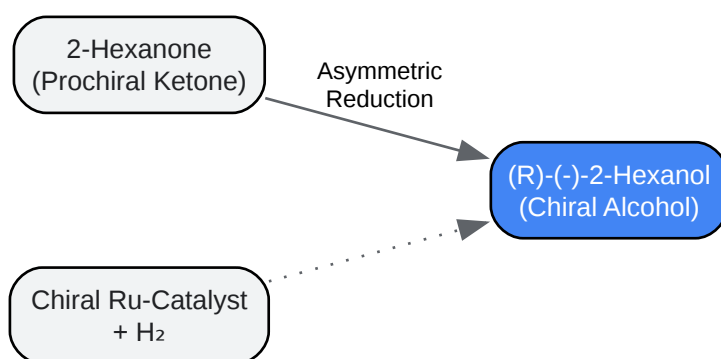 2-Hexanone
(Prochiral Ketone)
Asymmetric
Reduction
(R)-(-)-2-Hexanol
(Chiral Alcohol)
Chiral Ru-Catalyst
+ H₂